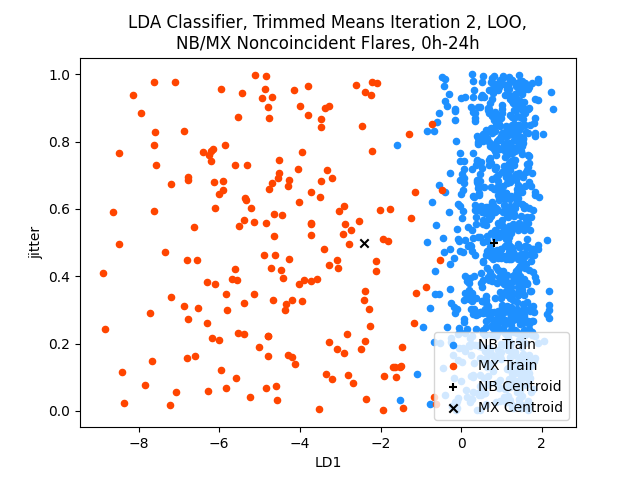 LDA Classifier, Trimmed Means Iteration 2, LOO,
NB/MX Noncoincident Flares, 0h-24h
1.0
0.8
0.6
0.4
0.2
0.0
jitter
NB Train
MX Train
NB Centroid
MX Centroid
−8 −6 −4 −2 0 2
LD1